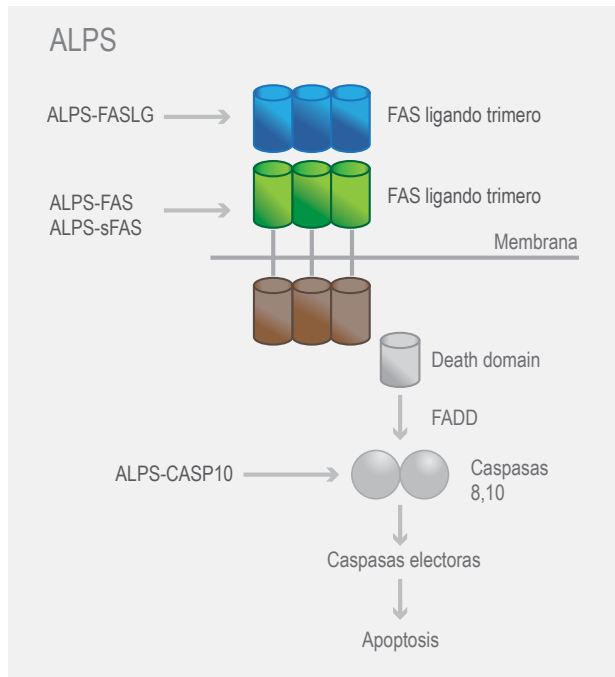 ALPS
ALPS-FASLG
FAS ligando trimero
ALPS-FAS
ALPS-sFAS
FAS ligando trimero
Membrana
Death domain
FADD
ALPS-CASP10
Caspasas
8,10
Caspasas electoras
Apoptosis